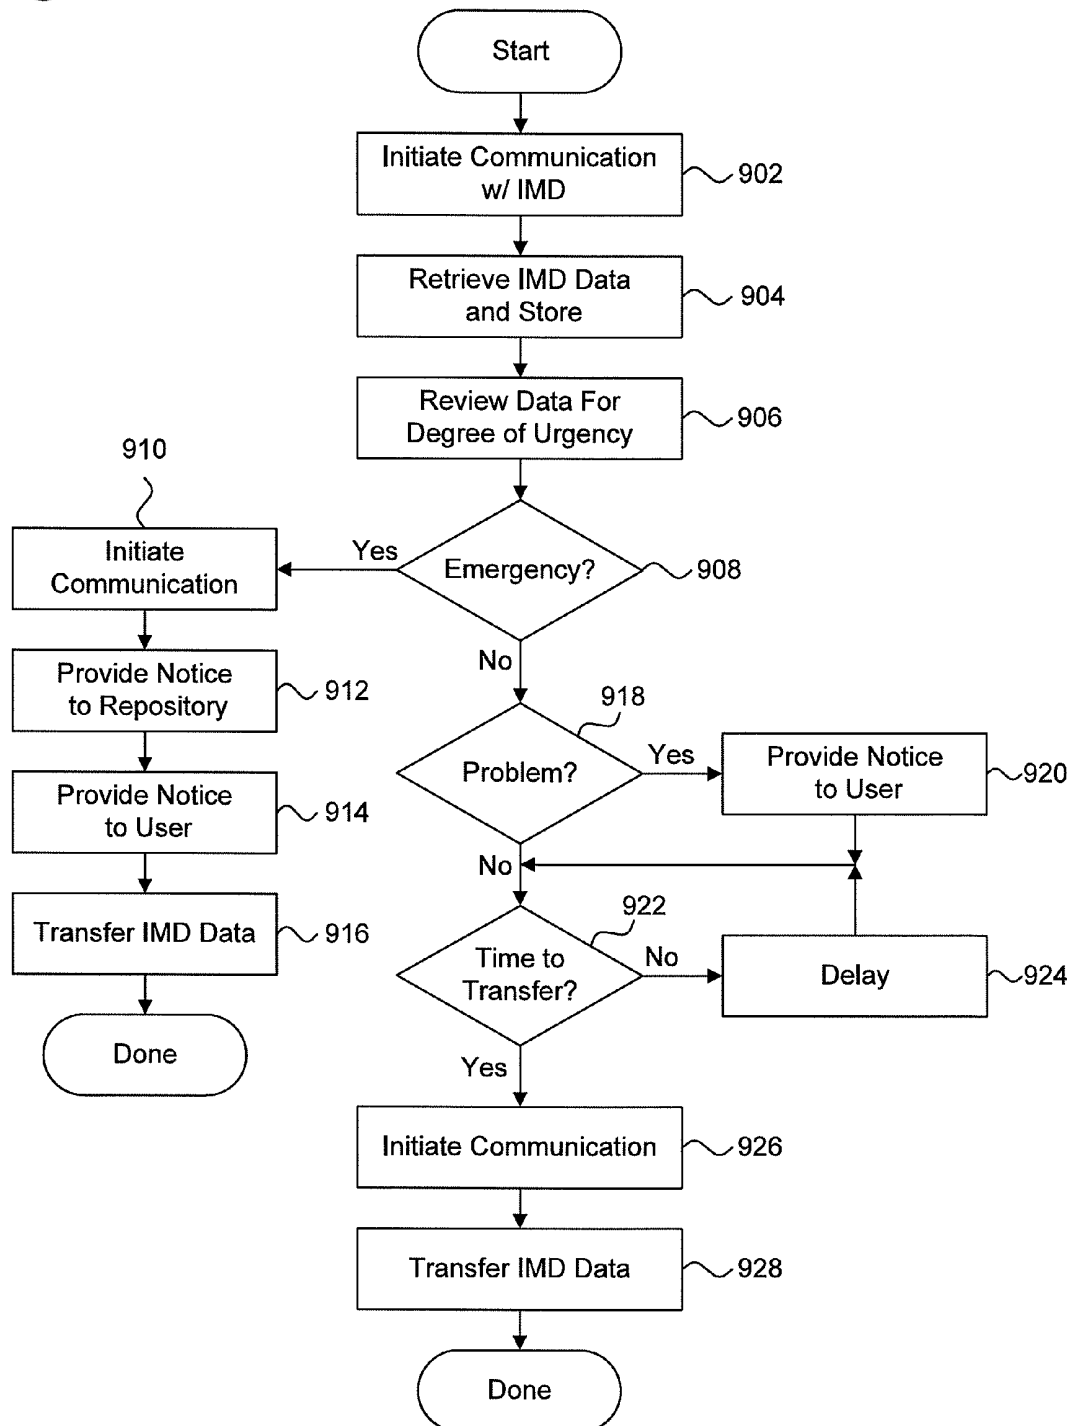 Start
Initiate Communication
w/ IMD
902
Retrieve IMD Data
and Store
904
Review Data For
Degree of Urgency
906
910
Initiate
Communication
Yes
Emergency?
908
No
Provide Notice
to Repository
912
918
Problem?
Yes
Provide Notice
to User
920
Provide Notice
to User
914
No
922
Transfer IMD Data
916
Time to
Transfer?
No
Delay
924
Done
Yes
Initiate Communication
926
Transfer IMD Data
928
Done